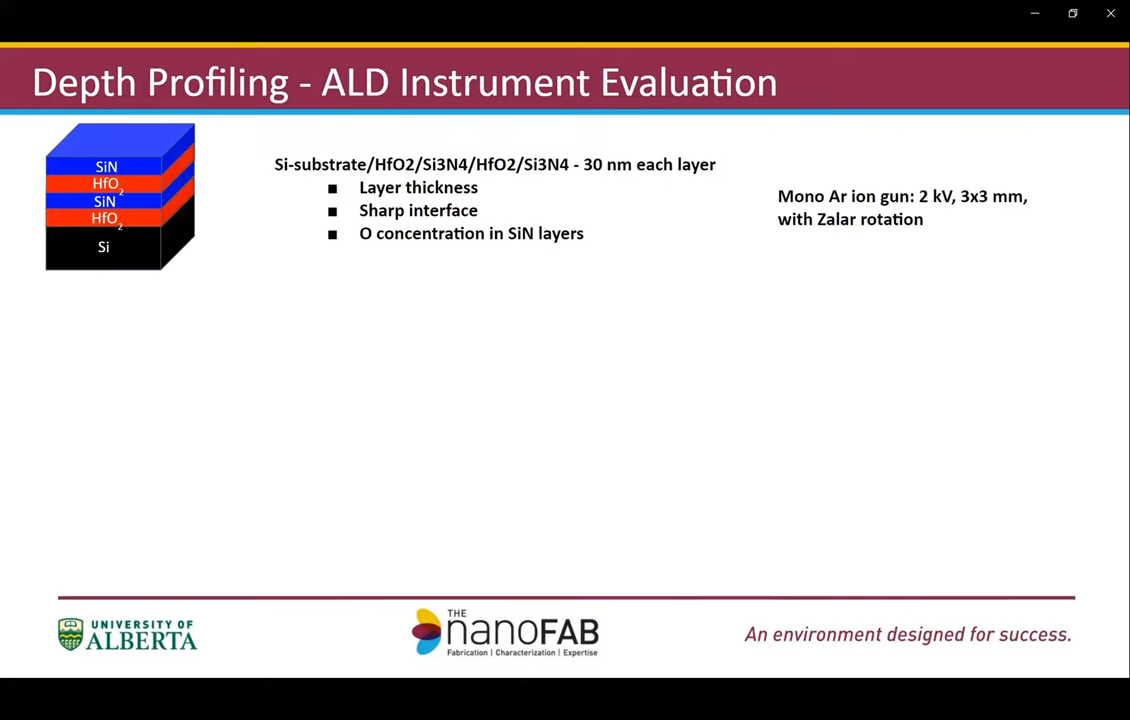 Depth Profiling - ALD Instrument Evaluation
SiN
HfO2
SiN
HfO2
Si
Si-substrate/HfO2/Si3N4/HfO2/Si3N4 - 30 nm each layer
■ Layer thickness
■ Sharp interface
■ O concentration in SiN layers
Mono Ar ion gun: 2 kV, 3x3 mm,
with Zalar rotation
UNIVERSITY OF
ALBERTA
THE
nanoFAB
Fabrication | Characterization | Expertise
An environment designed for success.